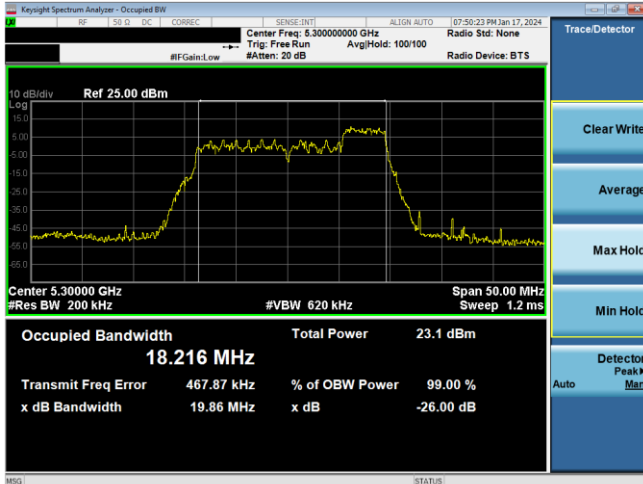 Keysight Spectrum Analyzer - Occupied BW
RF 50 Ω DC CORREC SENSE:INT ALIGN AUTO 07:50:23 PM Jan 17, 2024
Center Freq: 5.300000000 GHz Radio Std: None
Trig: Free Run Avg|Hold: 100/100
#IFGain:Low #Atten: 20 dB Radio Device: BTS
Trace/Detector
10 dB/div Ref 25.00 dBm
Log
15.0
5.00
-5.00
-15.0
-25.0
-35.0
-45.0
-55.0
-65.0
Center 5.30000 GHz Span 50.00 MHz
#Res BW 200 kHz #VBW 620 kHz Sweep 1.2 ms
Occupied Bandwidth Total Power 23.1 dBm
18.216 MHz
Transmit Freq Error 467.87 kHz % of OBW Power 99.00 %
x dB Bandwidth 19.86 MHz x dB -26.00 dB
Clear Write
Average
Max Hold
Min Hold
Detector
Peak
Auto Man
MSG STATUS